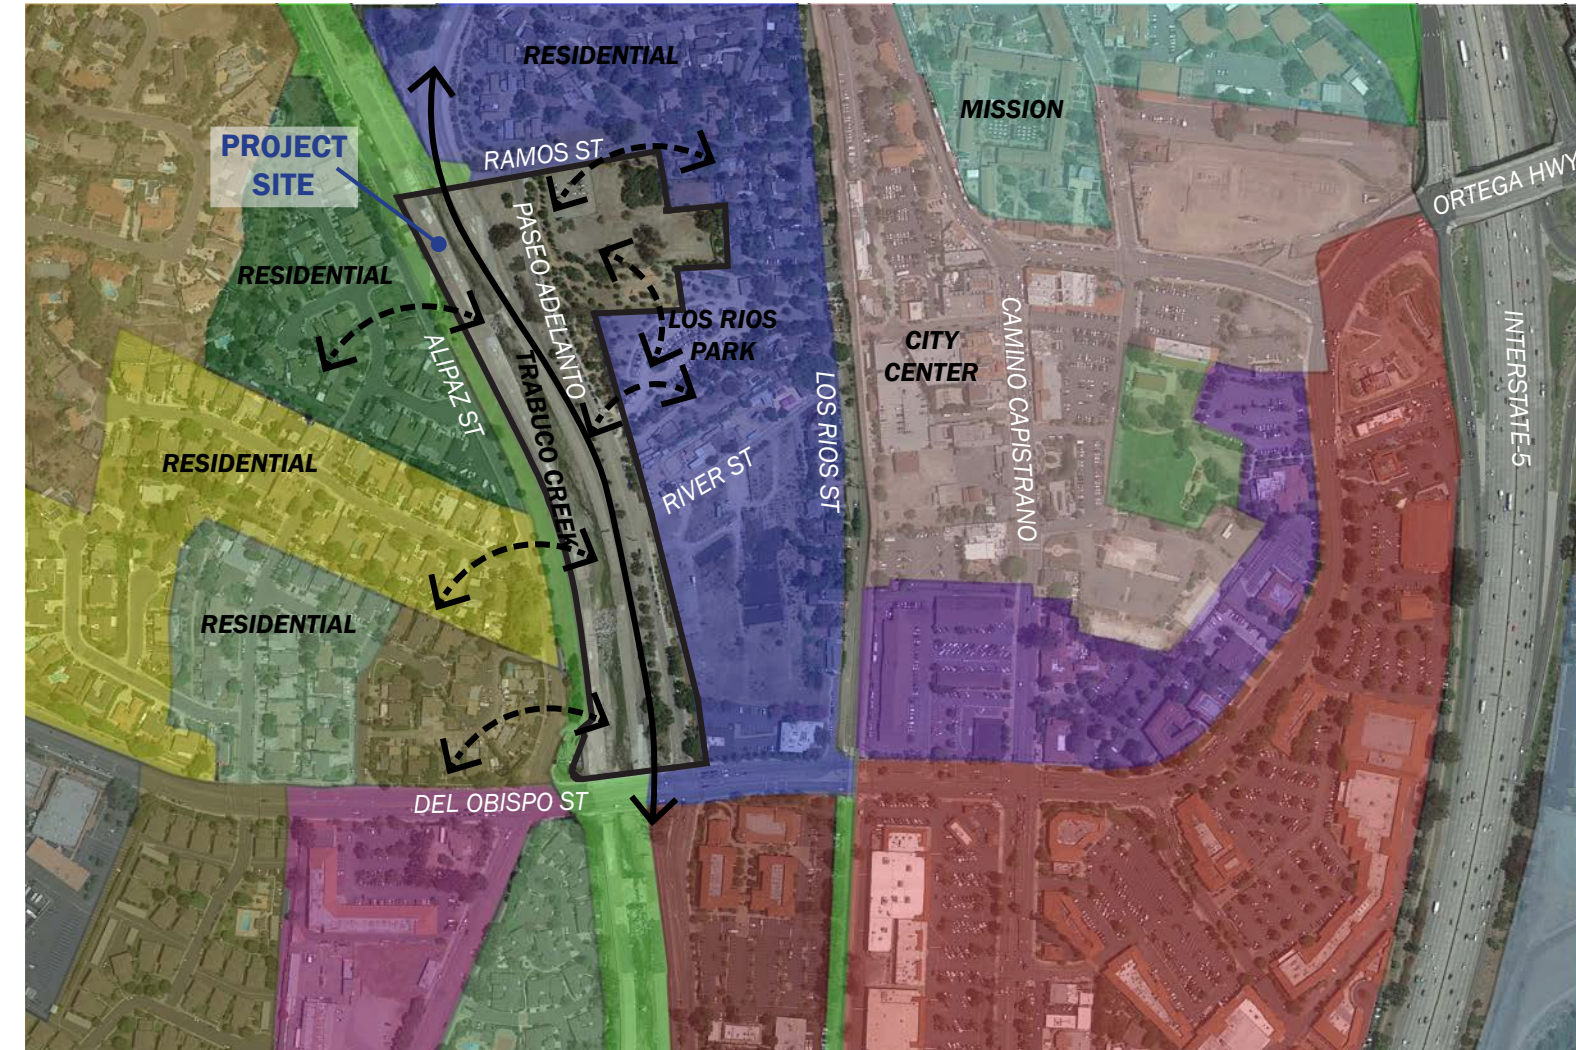 RESIDENTIAL
MISSION
PROJECT
SITE
RAMOS ST
ORTEGA HWY
PASEO ADELANTO
RESIDENTIAL
LOS RIOS
PARK
CITY
CENTER
CAMINO CAPISTRANO
INTERSTATE-5
ALIPAZ ST
TRABUCO CREEK
LOS RIOS ST
RESIDENTIAL
RIVER ST
RESIDENTIAL
DEL OBISPO ST